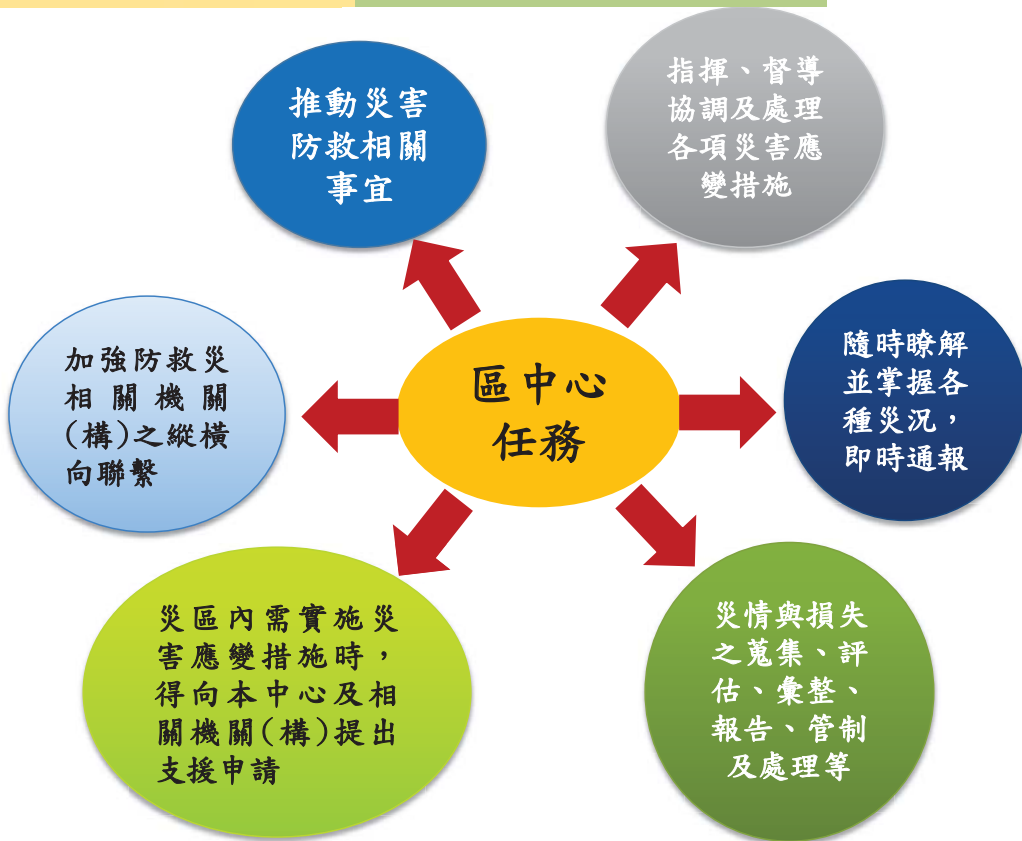 推動災害
防救相關
事宜
指揮、督導
協調及處理
各項災害應
變措施
加強防救災
相關機關
(構)之縱橫
向聯繫
區中心
任務
隨時瞭解
並掌握各
種災況，
即時通報
災區內需實施災
害應變措施時，
得向本中心及相
關機關(構)提出
支援申請
災情與損失
之蒐集、評
估、彙整、
報告、管制
及處理等